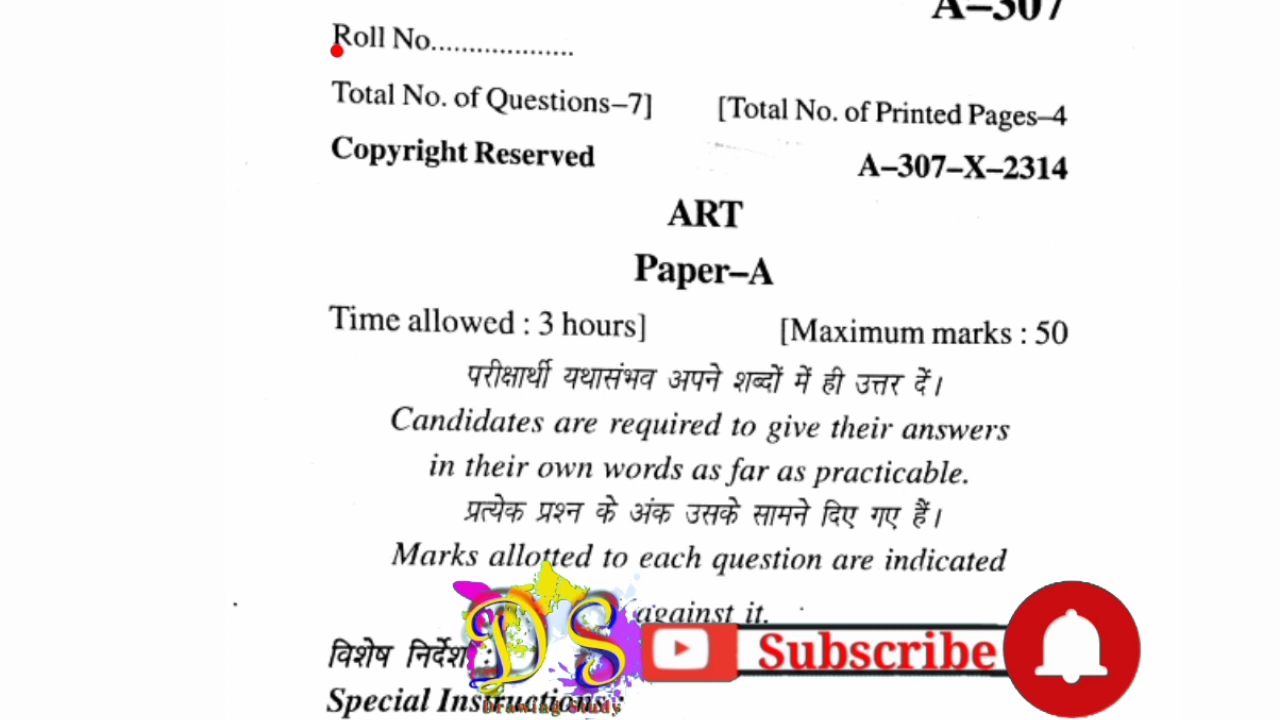 A–307
Roll No....................
Total No. of Questions–7] [Total No. of Printed Pages–4
Copyright Reserved A–307–X–2314
ART
Paper–A
Time allowed : 3 hours] [Maximum marks : 50
परीक्षार्थी यथासंभव अपने शब्दों में ही उत्तर दें।
Candidates are required to give their answers
in their own words as far as practicable.
प्रत्येक प्रश्न के अंक उसके सामने दिए गए हैं।
Marks allotted to each question are indicated
against it.
विशेष निर्देश :
Special Instructions :
DS
Drawing Study
Subscribe